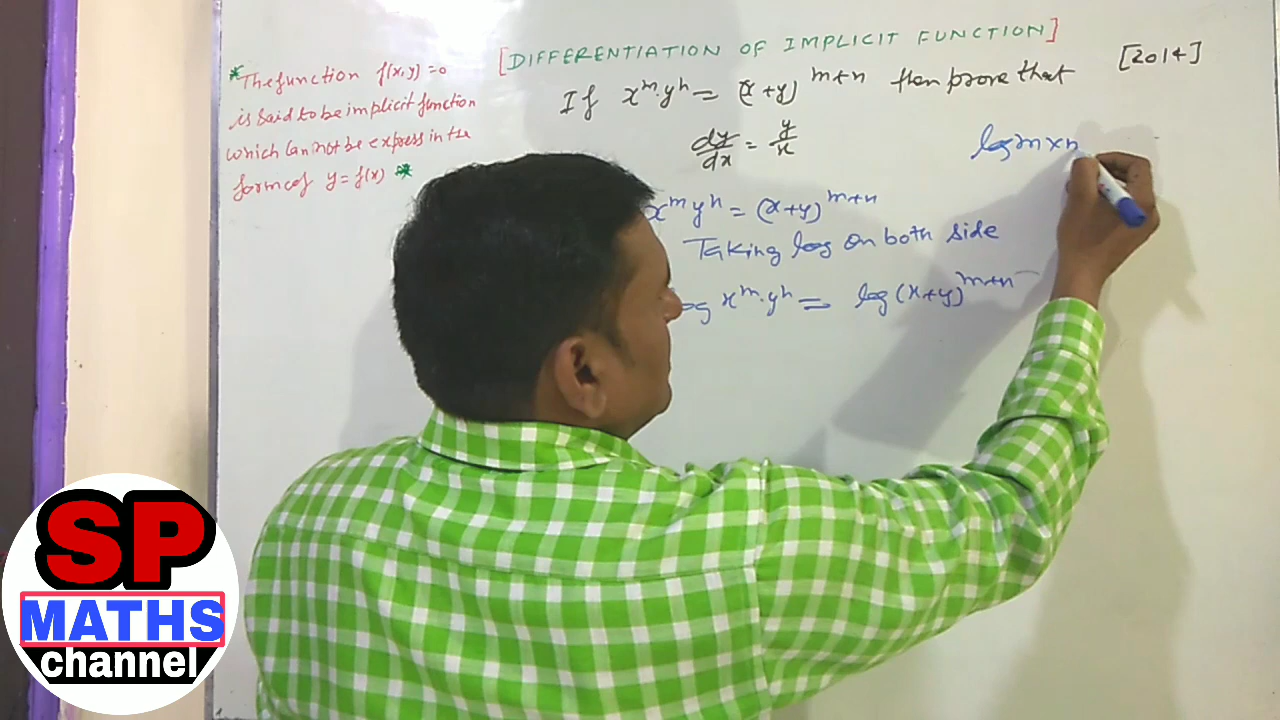 [DIFFERENTIATION OF IMPLICIT FUNCTION]
* The function f(x,y)=0
is said to be implicit function
which can not be express in the
form of y = f(x) *
[2014]
If x^m.y^n = (x+y)^m+n then prove that
dy/dx = y/x
log m×n
x^m y^n = (x+y)^m+n
Taking log on both side
log x^m.y^n = log (x+y)^m+n
SP
MATHS
channel